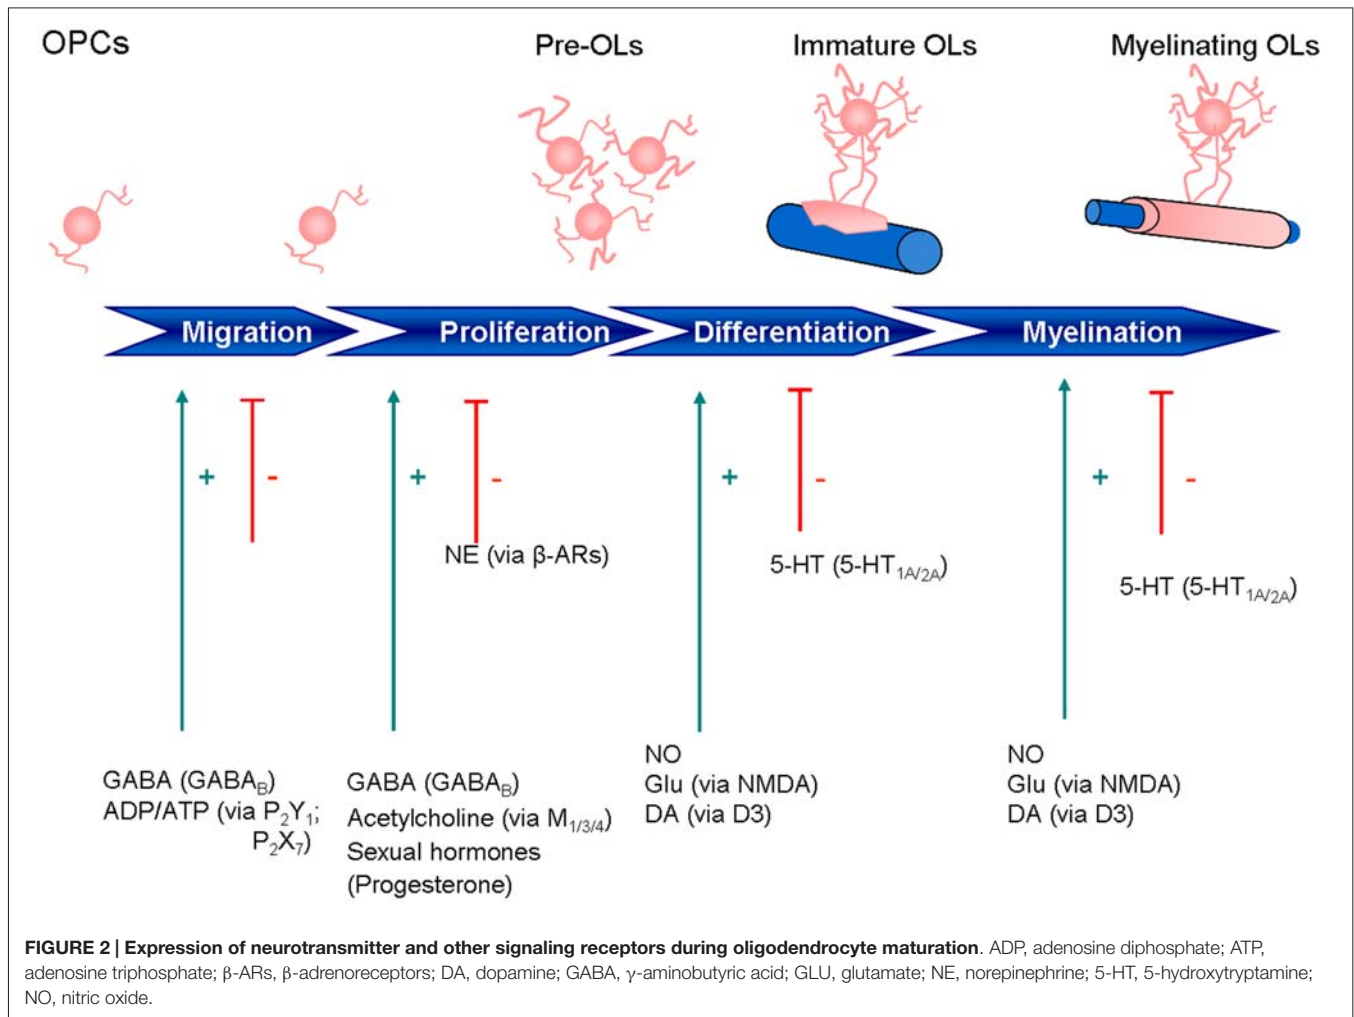 OPCs
Pre-OLs
Immature OLs
Myelinating OLs
Migration
Proliferation
Differentiation
Myelination
+
-
+
-
+
-
+
-
NE (via β-ARs)
5-HT (5-HT1A/2A)
5-HT (5-HT1A/2A)
GABA (GABAB)
ADP/ATP (via P2Y1;
P2X7)
GABA (GABAB)
Acetylcholine (via M1/3/4)
Sexual hormones
(Progesterone)
NO
Glu (via NMDA)
DA (via D3)
NO
Glu (via NMDA)
DA (via D3)
FIGURE 2 | Expression of neurotransmitter and other signaling receptors during oligodendrocyte maturation. ADP, adenosine diphosphate; ATP,
adenosine triphosphate; β-ARs, β-adrenoreceptors; DA, dopamine; GABA, γ-aminobutyric acid; GLU, glutamate; NE, norepinephrine; 5-HT, 5-hydroxytryptamine;
NO, nitric oxide.